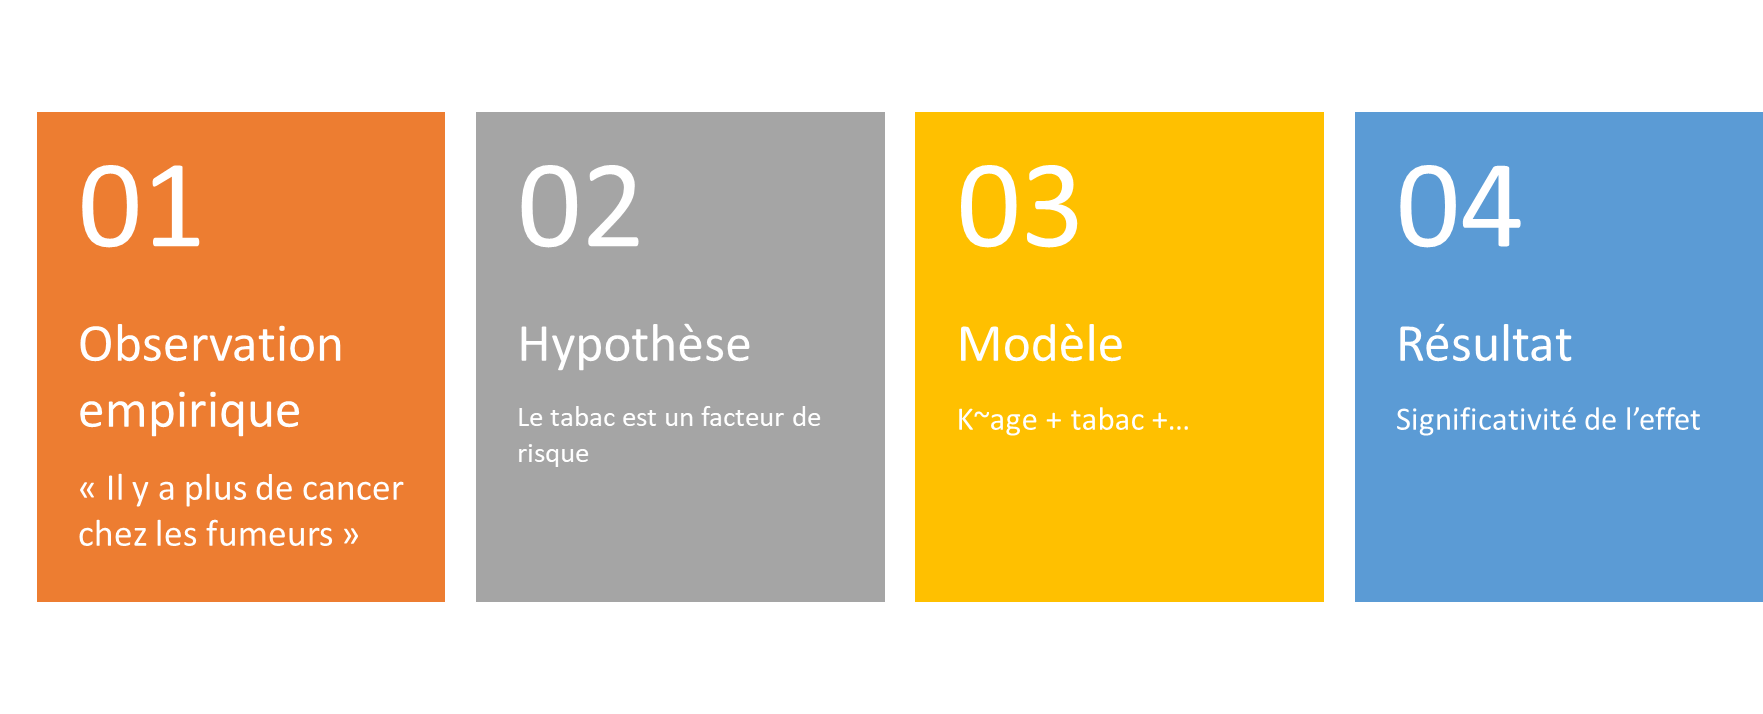 01
Observation
empirique
« Il y a plus de cancer
chez les fumeurs »
02
Hypothèse
Le tabac est un facteur de
risque
03
Modèle
K~age + tabac +...
04
Résultat
Significativité de l’effet